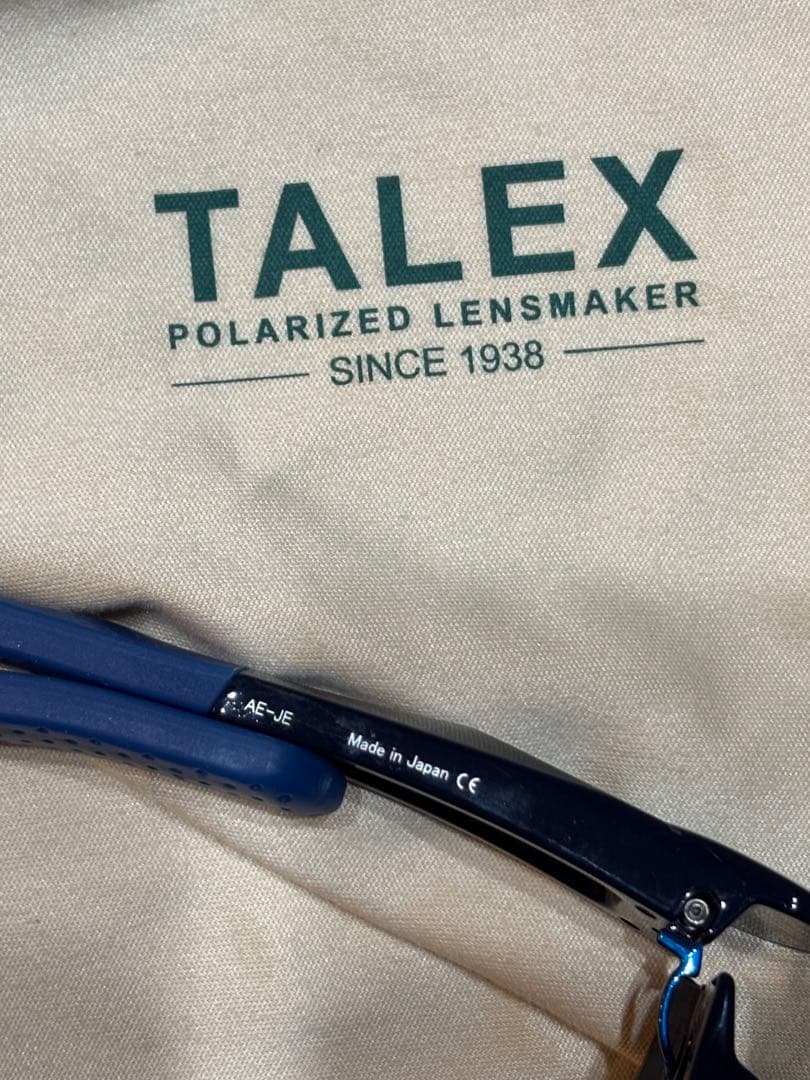 TALEX
POLARIZED LENSMAKER
SINCE 1938
AE-JE
Made in Japan CE